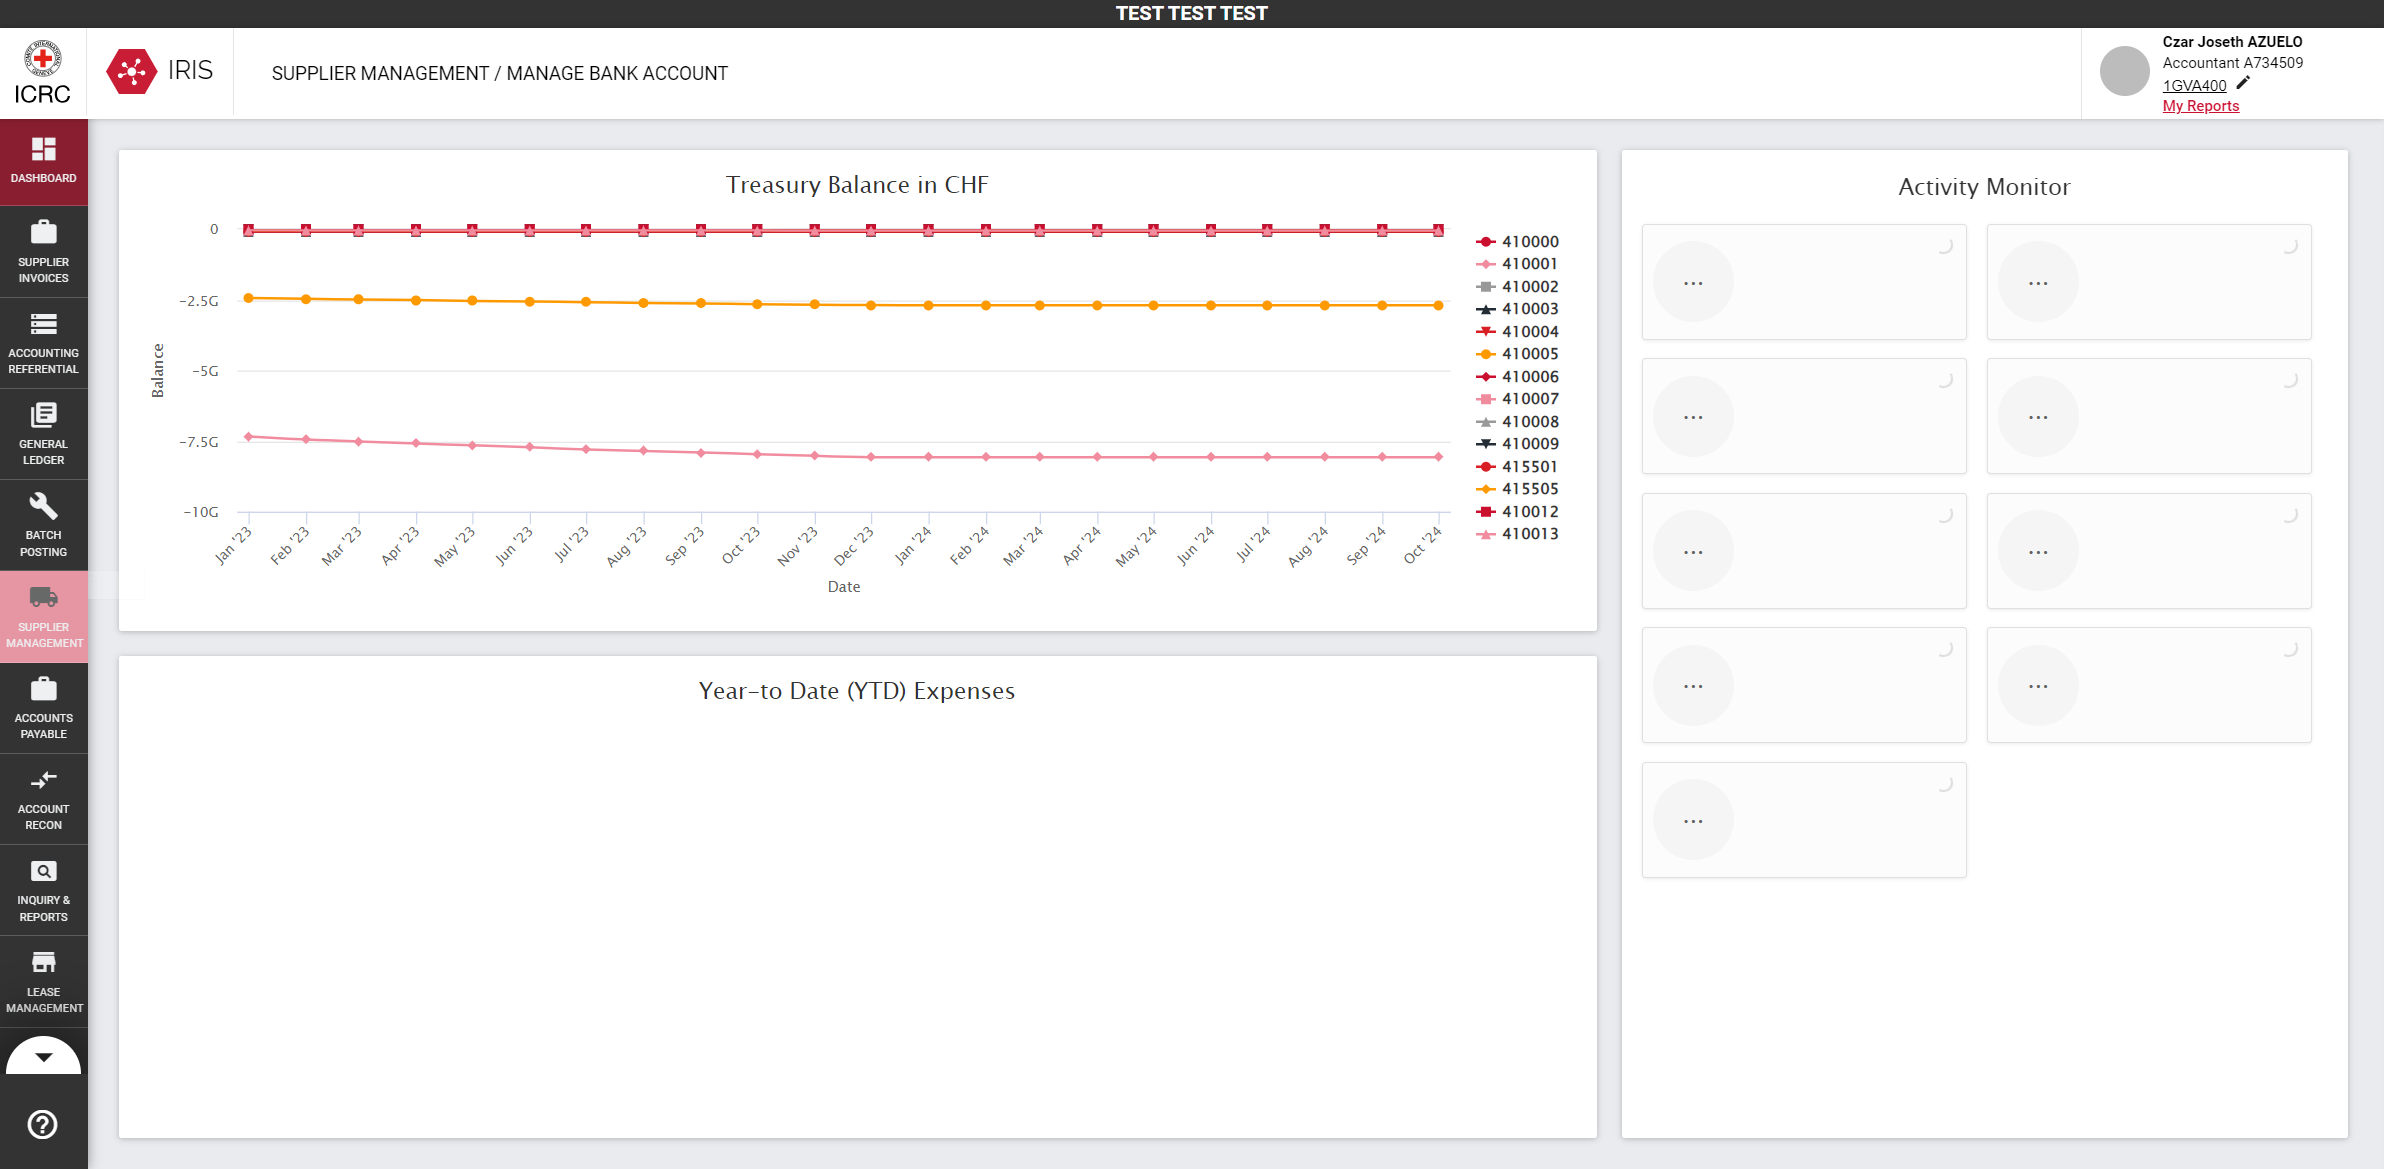 TEST TEST TEST
ICRC
IRIS
SUPPLIER MANAGEMENT / MANAGE BANK ACCOUNT
Czar Joseth AZUELO
Accountant A734509
1GVA400
My Reports
DASHBOARD
SUPPLIER
INVOICES
ACCOUNTING
REFERENTIAL
GENERAL
LEDGER
BATCH
POSTING
SUPPLIER
MANAGEMENT
ACCOUNTS
PAYABLE
ACCOUNT
RECON
INQUIRY &
REPORTS
LEASE
MANAGEMENT
Treasury Balance in CHF
Balance
0
−2.5G
−5G
−7.5G
−10G
Jan '23
Feb '23
Mar '23
Apr '23
May '23
Jun '23
Jul '23
Aug '23
Sep '23
Oct '23
Nov '23
Dec '23
Jan '24
Feb '24
Mar '24
Apr '24
May '24
Jun '24
Jul '24
Aug '24
Sep '24
Oct '24
Date
410000
410001
410002
410003
410004
410005
410006
410007
410008
410009
415501
415505
410012
410013
Year-to Date (YTD) Expenses
Activity Monitor
...
...
...
...
...
...
...
...
...